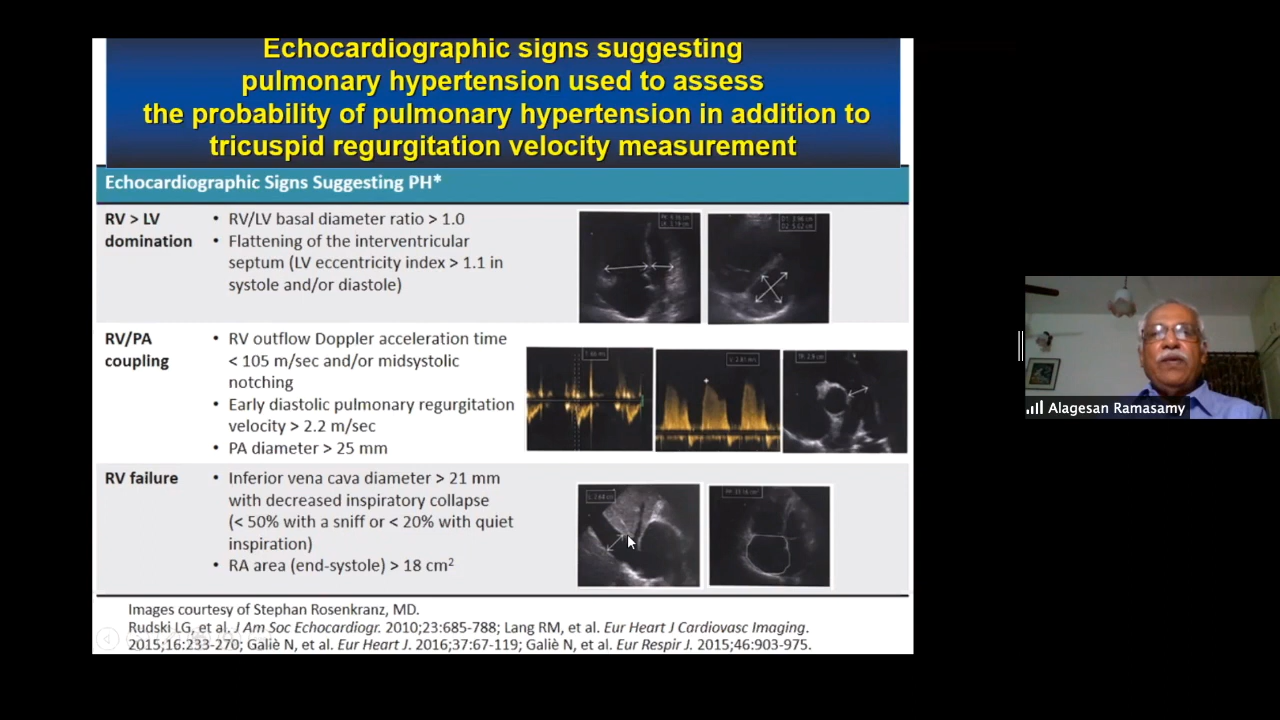 Echocardiographic signs suggesting
pulmonary hypertension used to assess
the probability of pulmonary hypertension in addition to
tricuspid regurgitation velocity measurement
Echocardiographic Signs Suggesting PH*
RV > LV
domination
• RV/LV basal diameter ratio > 1.0
• Flattening of the interventricular
septum (LV eccentricity index > 1.1 in
systole and/or diastole)
RV/PA
coupling
• RV outflow Doppler acceleration time
< 105 m/sec and/or midsystolic
notching
• Early diastolic pulmonary regurgitation
velocity > 2.2 m/sec
• PA diameter > 25 mm
RV failure
• Inferior vena cava diameter > 21 mm
with decreased inspiratory collapse
(< 50% with a sniff or < 20% with quiet
inspiration)
• RA area (end-systole) > 18 cm²
Images courtesy of Stephan Rosenkranz, MD.
Rudski LG, et al. J Am Soc Echocardiogr. 2010;23:685-788; Lang RM, et al. Eur Heart J Cardiovasc Imaging.
2015;16:233-270; Galiè N, et al. Eur Heart J. 2016;37:67-119; Galiè N, et al. Eur Respir J. 2015;46:903-975.
Alagesan Ramasamy